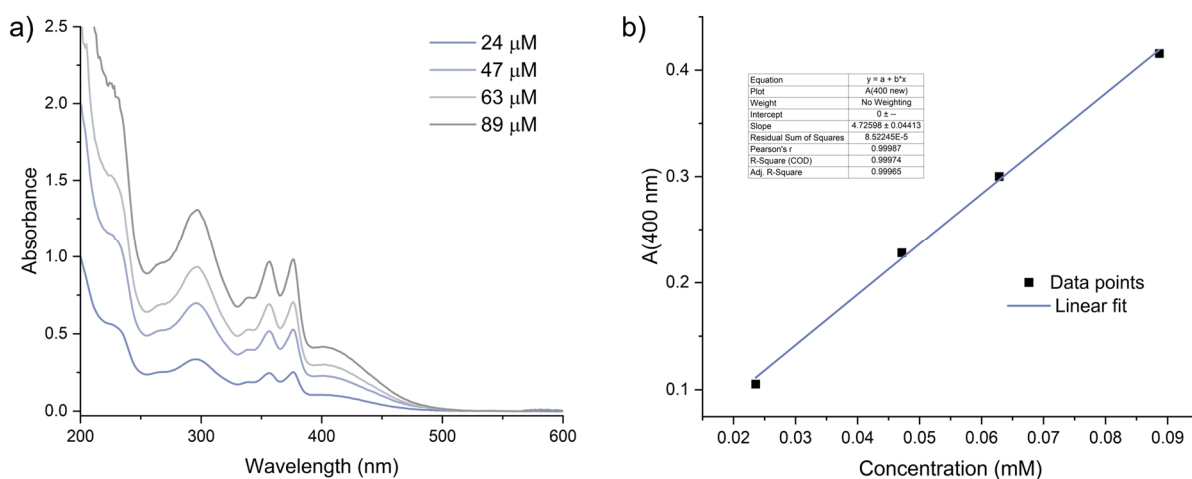 a)
2.5
2.0
1.5
1.0
0.5
0.0
Absorbance
24 μM
47 μM
63 μM
89 μM
200 300 400 500 600
Wavelength (nm)
b)
0.4
0.3
0.2
0.1
A(400 nm)
Equation y = a + b*x
Plot A(400 new)
Weight No Weighting
Intercept 0 ± --
Slope 4.72598 ± 0.04413
Residual Sum of Squares 8.52245E-5
Pearson's r 0.99987
R-Square (COD) 0.99974
Adj. R-Square 0.99965
Data points
Linear fit
0.02 0.03 0.04 0.05 0.06 0.07 0.08 0.09
Concentration (mM)